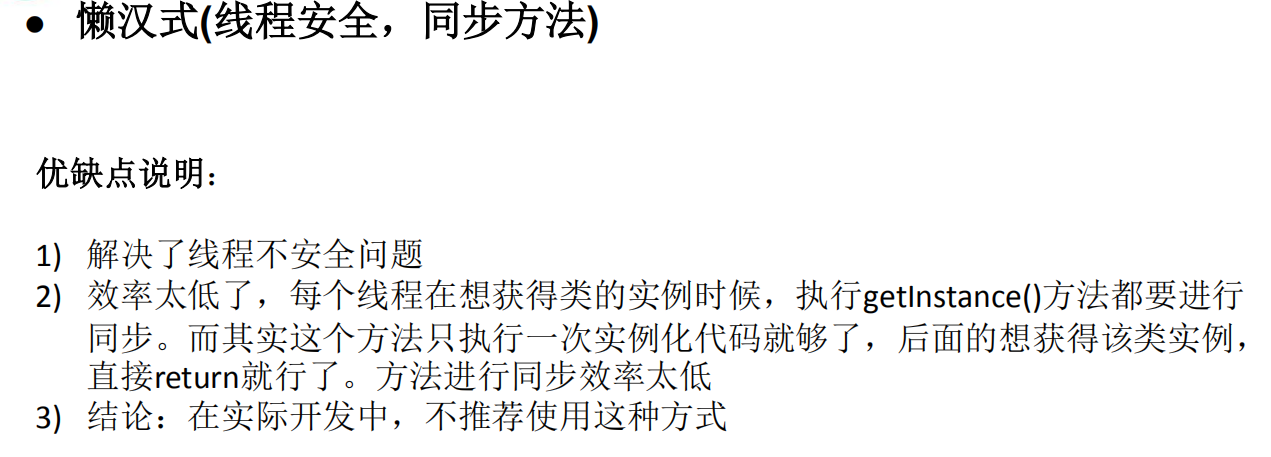 ● 懒汉式(线程安全，同步方法)
优缺点说明：
1) 解决了线程不安全问题
2) 效率太低了，每个线程在想获得类的实例时候，执行getInstance()方法都要进行
同步。而其实这个方法只执行一次实例化代码就够了，后面的想获得该类实例，
直接return就行了。方法进行同步效率太低
3) 结论：在实际开发中，不推荐使用这种方式